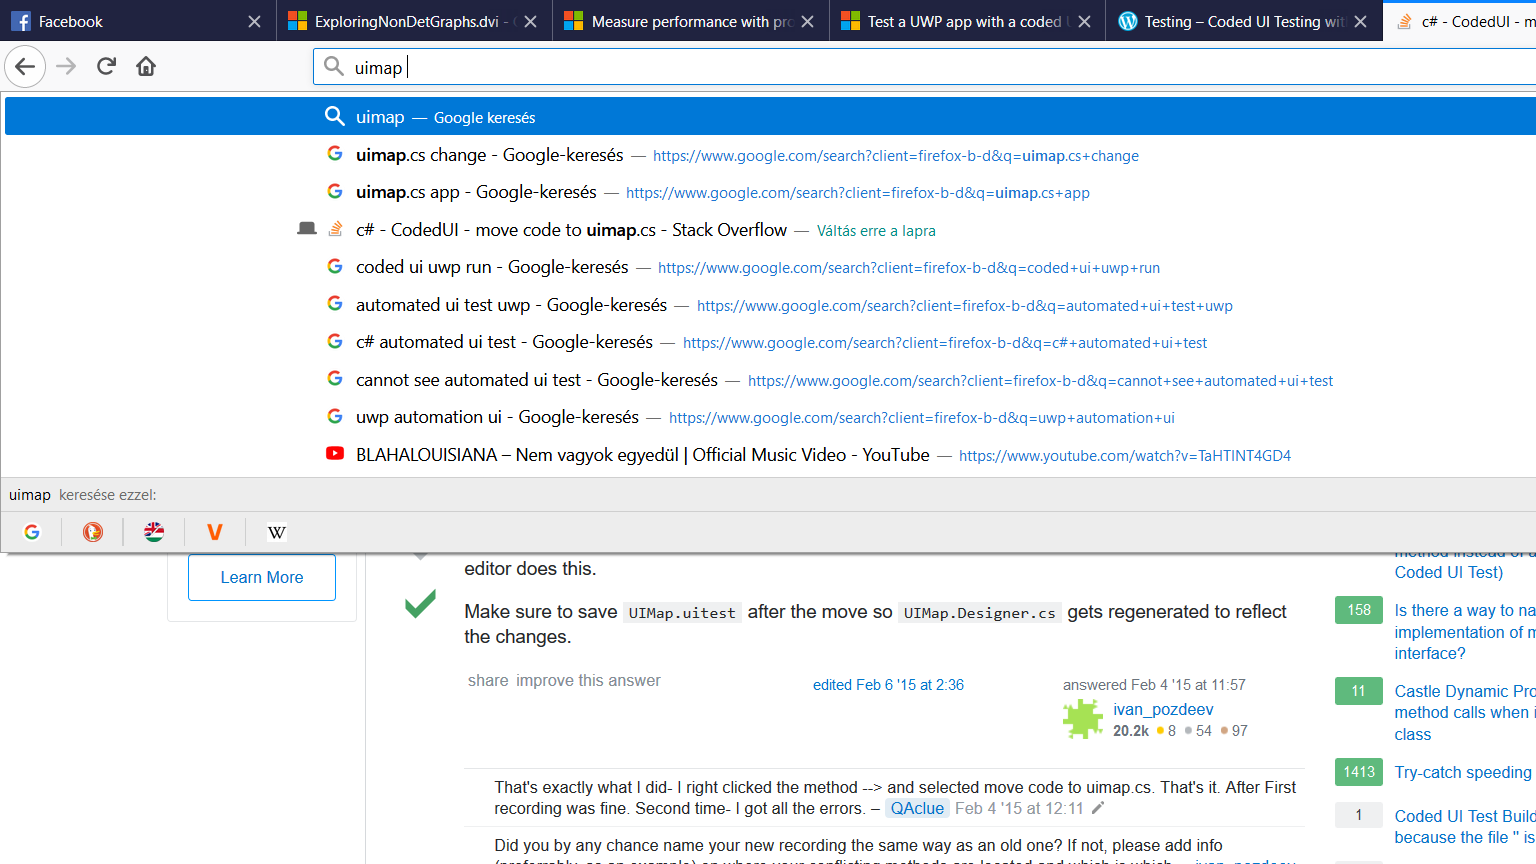 Facebook
ExploringNonDetGraphs.dvi -
Measure performance with pro
Test a UWP app with a coded
Testing – Coded UI Testing wit
c# - CodedUI - m
uimap
uimap — Google keresés
uimap.cs change - Google-keresés — https://www.google.com/search?client=firefox-b-d&q=uimap.cs+change
uimap.cs app - Google-keresés — https://www.google.com/search?client=firefox-b-d&q=uimap.cs+app
c# - CodedUI - move code to uimap.cs - Stack Overflow — Váltás erre a lapra
coded ui uwp run - Google-keresés — https://www.google.com/search?client=firefox-b-d&q=coded+ui+uwp+run
automated ui test uwp - Google-keresés — https://www.google.com/search?client=firefox-b-d&q=automated+ui+test+uwp
c# automated ui test - Google-keresés — https://www.google.com/search?client=firefox-b-d&q=c#+automated+ui+test
cannot see automated ui test - Google-keresés — https://www.google.com/search?client=firefox-b-d&q=cannot+see+automated+ui+test
uwp automation ui - Google-keresés — https://www.google.com/search?client=firefox-b-d&q=uwp+automation+ui
BLAHALOUISIANA – Nem vagyok egyedül | Official Music Video - YouTube — https://www.youtube.com/watch?v=TaHTINT4GD4
uimap keresése ezzel:
W
Learn More
editor does this.
Make sure to save UIMap.uitest after the move so UIMap.Designer.cs gets regenerated to reflect
the changes.
share improve this answer
edited Feb 6 '15 at 2:36
answered Feb 4 '15 at 11:57
ivan_pozdeev
20.2k 8 54 97
That's exactly what I did- I right clicked the method --> and selected move code to uimap.cs. That's it. After First
recording was fine. Second time- I got all the errors. – QAclue Feb 4 '15 at 12:11
Did you by any chance name your new recording the same way as an old one? If not, please add info
method instead of a
Coded UI Test)
158 Is there a way to na
implementation of m
interface?
11 Castle Dynamic Pro
method calls when i
class
1413 Try-catch speeding
1 Coded UI Test Build
because the file " is